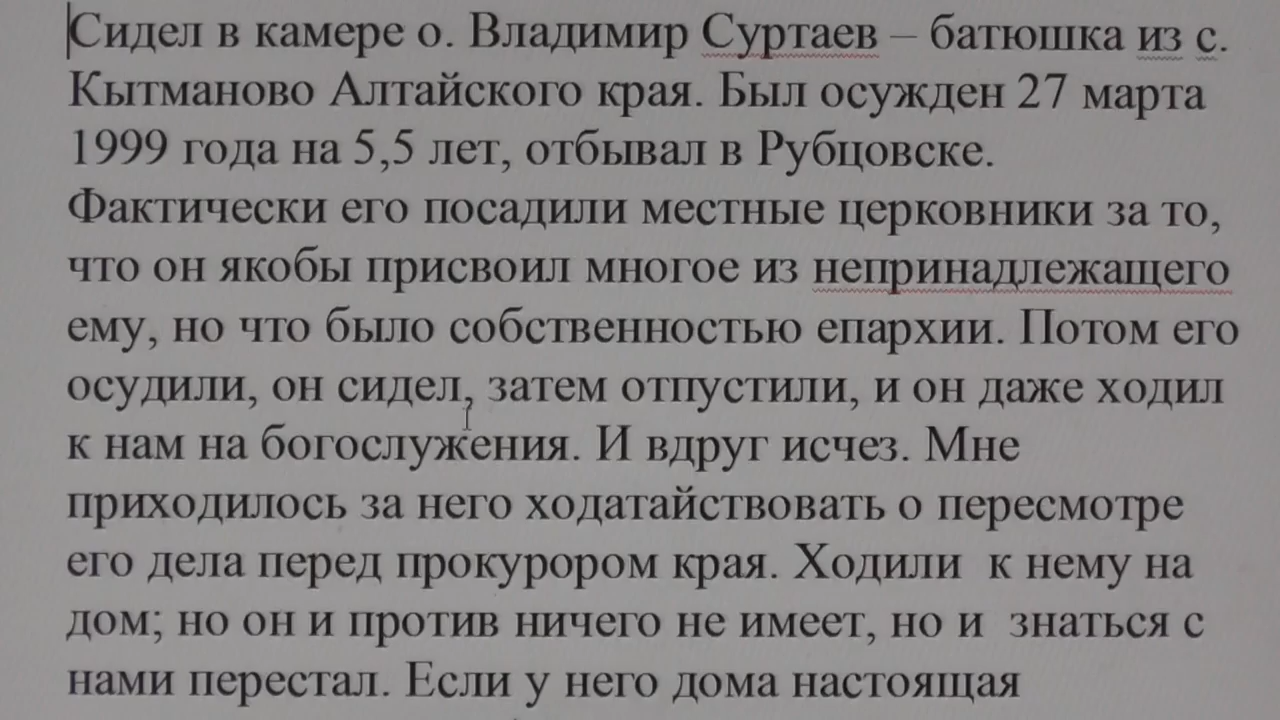 Сидел в камере о. Владимир Суртаев – батюшка из с.
Кытманово Алтайского края. Был осужден 27 марта
1999 года на 5,5 лет, отбывал в Рубцовске.
Фактически его посадили местные церковники за то,
что он якобы присвоил многое из непринадлежащего
ему, но что было собственностью епархии. Потом его
осудили, он сидел, затем отпустили, и он даже ходил
к нам на богослужения. И вдруг исчез. Мне
приходилось за него ходатайствовать о пересмотре
его дела перед прокурором края. Ходили  к нему на
дом; но он и против ничего не имеет, но и  знаться с
нами перестал. Если у него дома настоящая